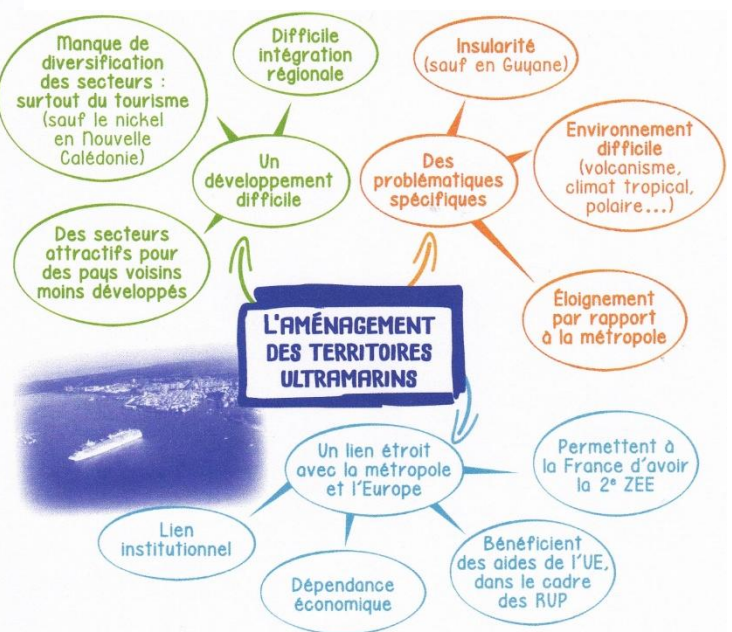 L'AMÉNAGEMENT
DES TERRITOIRES
ULTRAMARINS
Un
développement
difficile
Manque de
diversification
des secteurs :
surtout du tourisme
(sauf le nickel
en Nouvelle
Calédonie)
Difficile
intégration
régionale
Des secteurs
attractifs pour
des pays voisins
moins développés
Des
problématiques
spécifiques
Insularité
(sauf en Guyane)
Environnement
difficile
(volcanisme,
climat tropical,
polaire...)
Éloignement
par rapport
à la métropole
Un lien étroit
avec la métropole
et l'Europe
Permettent à
la France d'avoir
la 2e ZEE
Bénéficient
des aides de l'UE,
dans le cadre
des RUP
Dépendance
économique
Lien
institutionnel